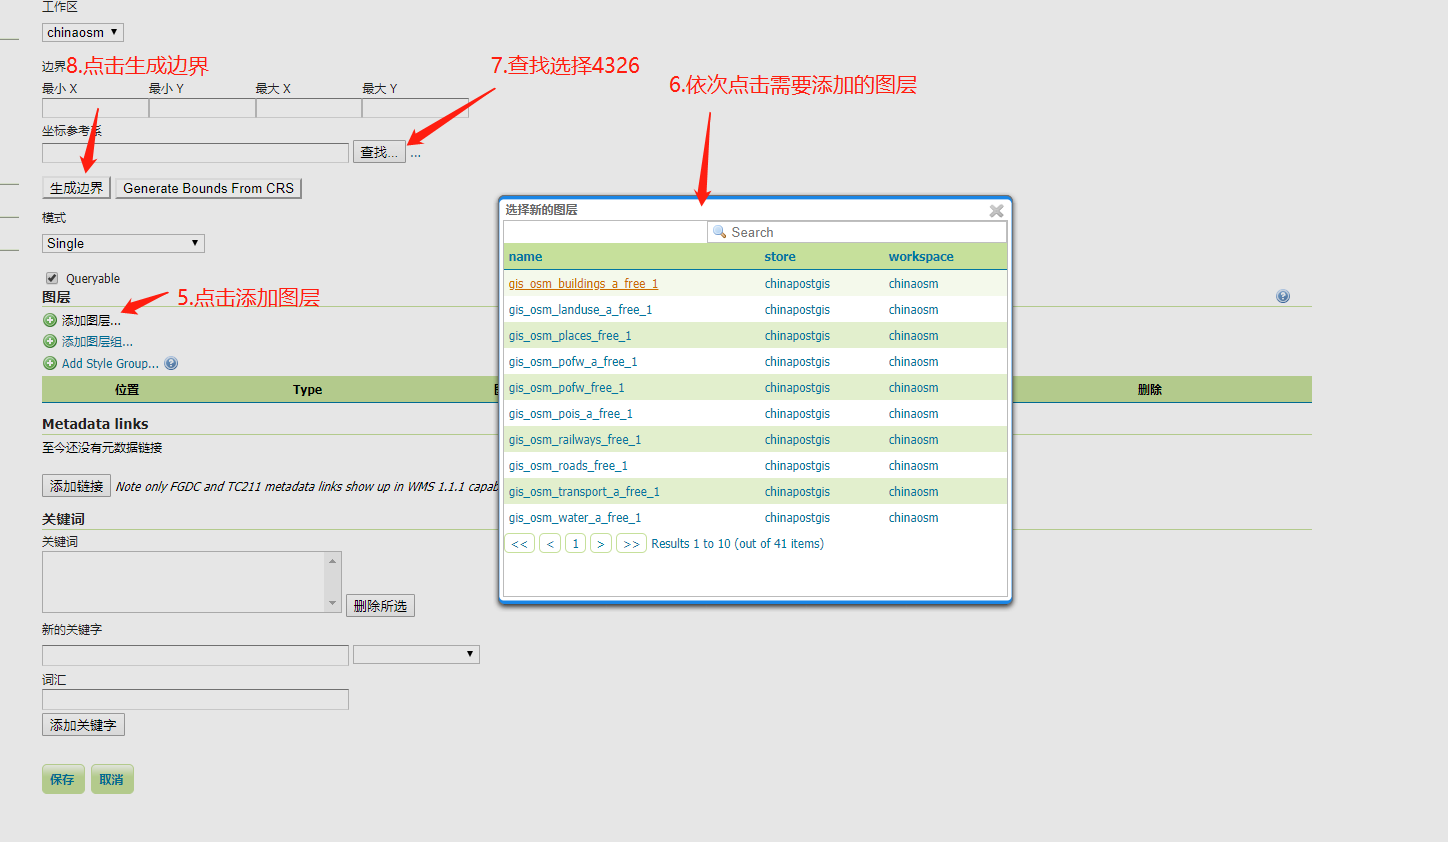 工作区
chinaosm
边界
8.点击生成边界
7.查找选择4326
6.依次点击需要添加的图层
最小 X 最小 Y 最大 X 最大 Y
坐标参考系
查找... ...
生成边界 Generate Bounds From CRS
模式
Single
Queryable
图层
5.点击添加图层
添加图层...
添加图层组...
Add Style Group...
位置 Type 删除
Metadata links
至今还没有元数据链接
添加链接 Note only FGDC and TC211 metadata links show up in WMS 1.1.1 capab
关键词
关键词
删除所选
新的关键字
词汇
添加关键字
保存 取消
选择新的图层
Search
name store workspace
gis_osm_buildings_a_free_1 chinapostgis chinaosm
gis_osm_landuse_a_free_1 chinapostgis chinaosm
gis_osm_places_free_1 chinapostgis chinaosm
gis_osm_pofw_a_free_1 chinapostgis chinaosm
gis_osm_pofw_free_1 chinapostgis chinaosm
gis_osm_pois_a_free_1 chinapostgis chinaosm
gis_osm_railways_free_1 chinapostgis chinaosm
gis_osm_roads_free_1 chinapostgis chinaosm
gis_osm_transport_a_free_1 chinapostgis chinaosm
gis_osm_water_a_free_1 chinapostgis chinaosm
<< < 1 > >> Results 1 to 10 (out of 41 items)